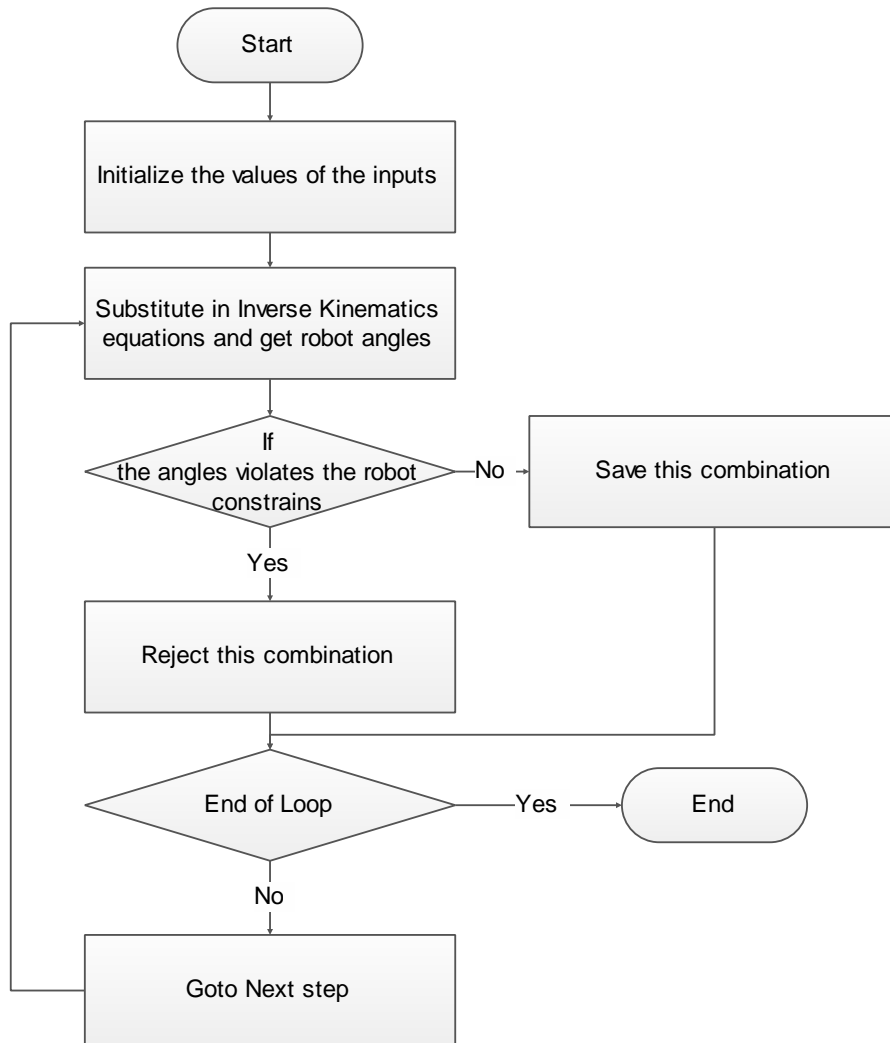 Start
Initialize the values of the inputs
Substitute in Inverse Kinematics
equations and get robot angles
If
the angles violates the robot
constrains
No
Save this combination
Yes
Reject this combination
End of Loop
Yes
End
No
Goto Next step